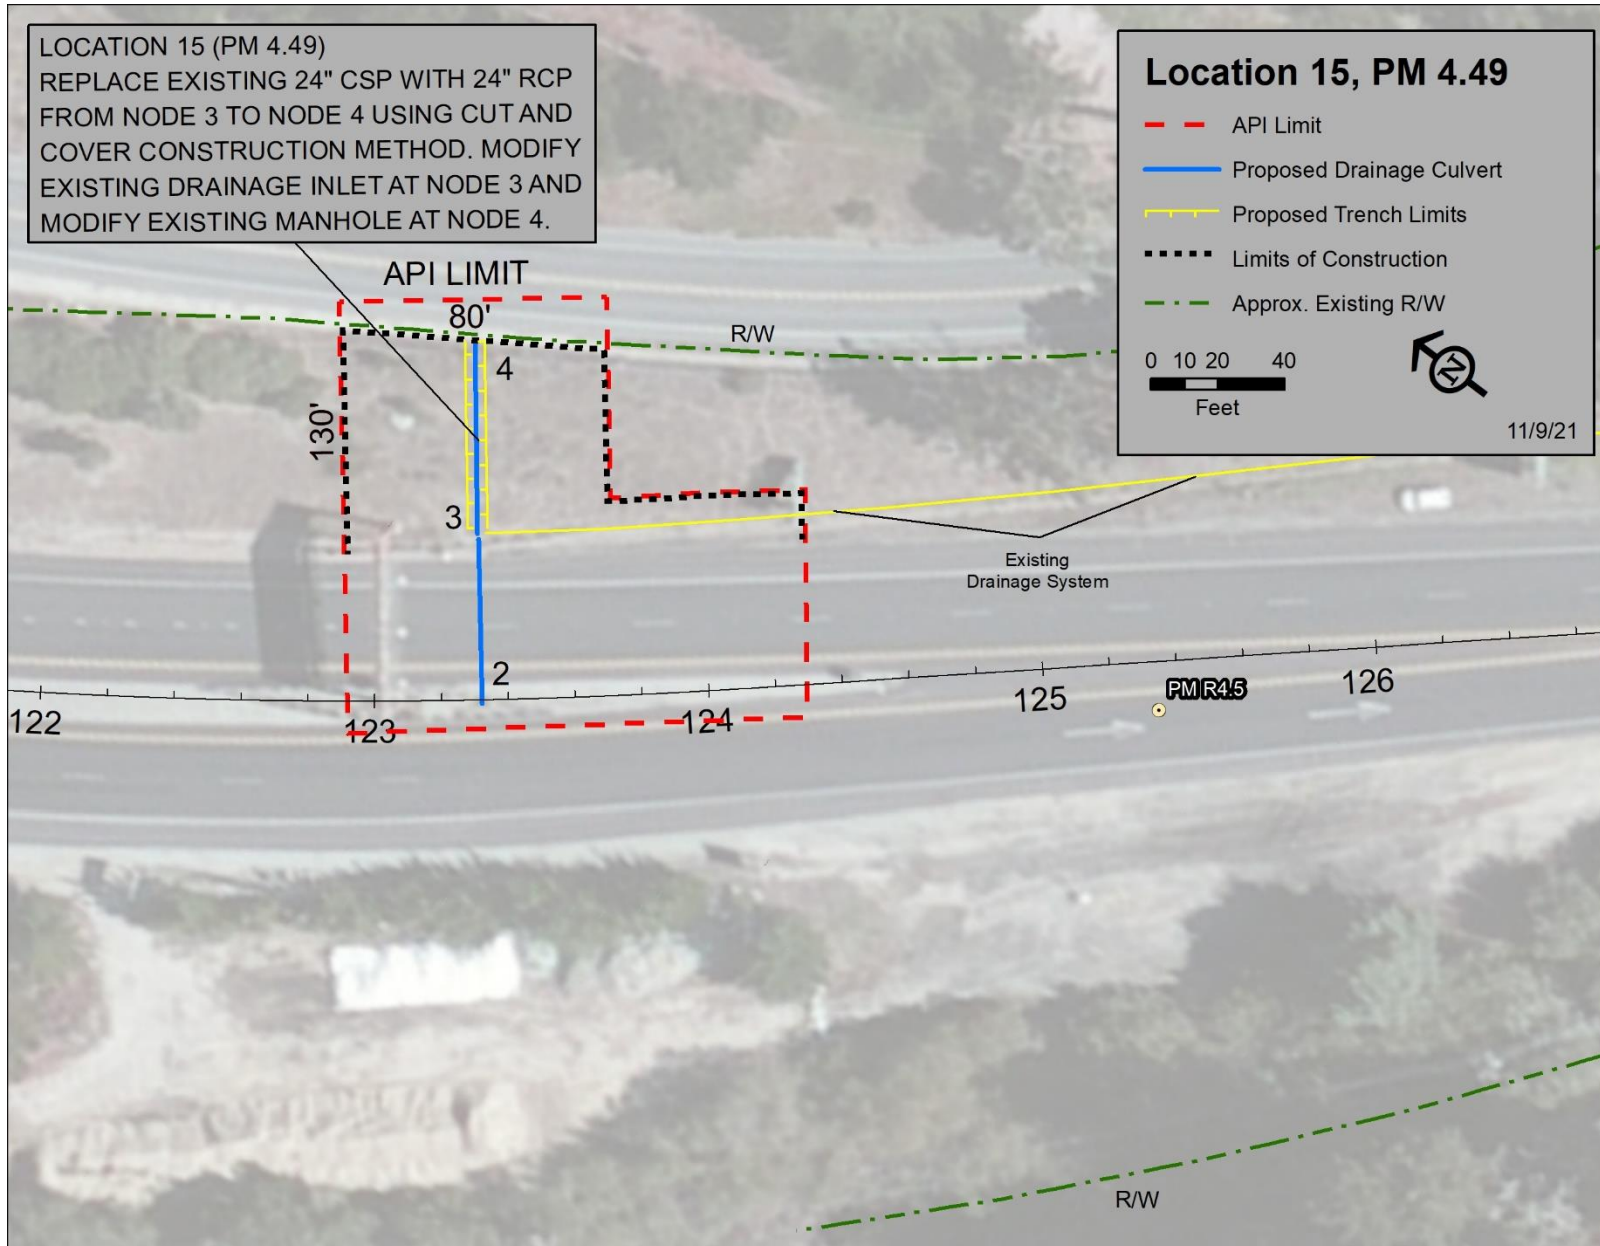 LOCATION 15 (PM 4.49)
REPLACE EXISTING 24" CSP WITH 24" RCP
FROM NODE 3 TO NODE 4 USING CUT AND
COVER CONSTRUCTION METHOD. MODIFY
EXISTING DRAINAGE INLET AT NODE 3 AND
MODIFY EXISTING MANHOLE AT NODE 4.
Location 15, PM 4.49
API Limit
Proposed Drainage Culvert
Proposed Trench Limits
Limits of Construction
Approx. Existing R/W
0 10 20 40
Feet
N
11/9/21
API LIMIT
80'
R/W
4
130'
3
Existing
Drainage System
2
122
123
124
125
126
PM R4.5
R/W